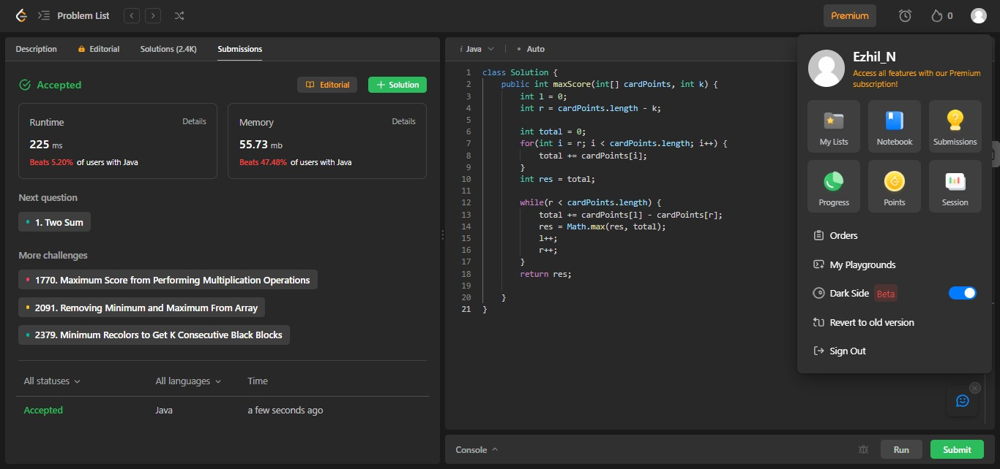 Problem List
Premium
0
Description
Editorial
Solutions (2.4K)
Submissions
Accepted
Editorial
+ Solution
Runtime
Details
225 ms
Beats 5.20% of users with Java
Memory
Details
55.73 mb
Beats 47.48% of users with Java
Next question
1. Two Sum
More challenges
1770. Maximum Score from Performing Multiplication Operations
2091. Removing Minimum and Maximum From Array
2379. Minimum Recolors to Get K Consecutive Black Blocks
All statuses
All languages
Time
Accepted
Java
a few seconds ago
i Java
• Auto
1 class Solution {
2 public int maxScore(int[] cardPoints, int k) {
3 int l = 0;
4 int r = cardPoints.length - k;
5
6 int total = 0;
7 for(int i = r; i < cardPoints.length; i++) {
8 total += cardPoints[i];
9 }
10 int res = total;
11
12 while(r < cardPoints.length) {
13 total += cardPoints[l] - cardPoints[r];
14 res = Math.max(res, total);
15 l++;
16 r++;
17 }
18 return res;
19
20 }
21 }
Ezhil_N
Access all features with our Premium
subscription!
My Lists
Notebook
Submissions
Progress
Points
Session
Orders
My Playgrounds
Dark Side
Beta
Revert to old version
Sign Out
Console
Run
Submit